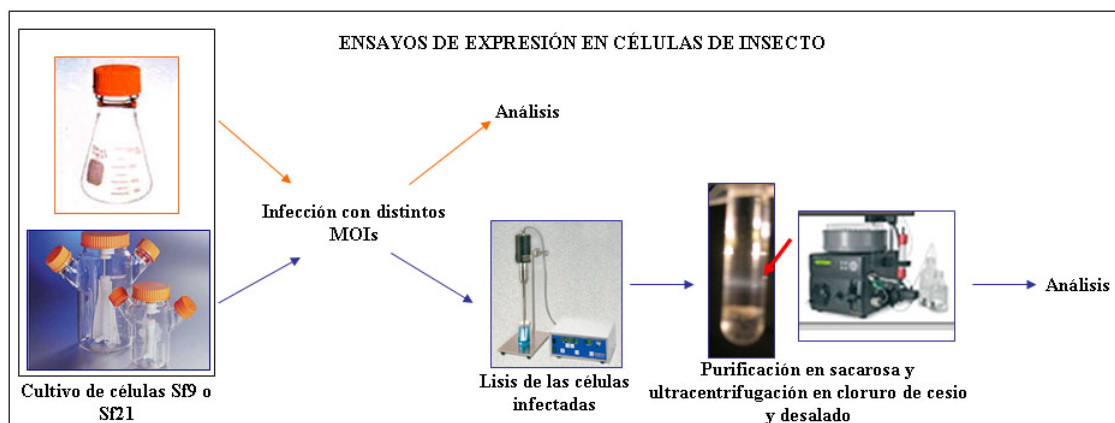 ENSAYOS DE EXPRESIÓN EN CÉLULAS DE INSECTO
Análisis
Infección con distintos
MOIs
Análisis
Cultivo de células Sf9 o
Sf21
Lisis de las células
infectadas
Purificación en sacarosa y
ultracentrifugación en cloruro de cesio
y desalado